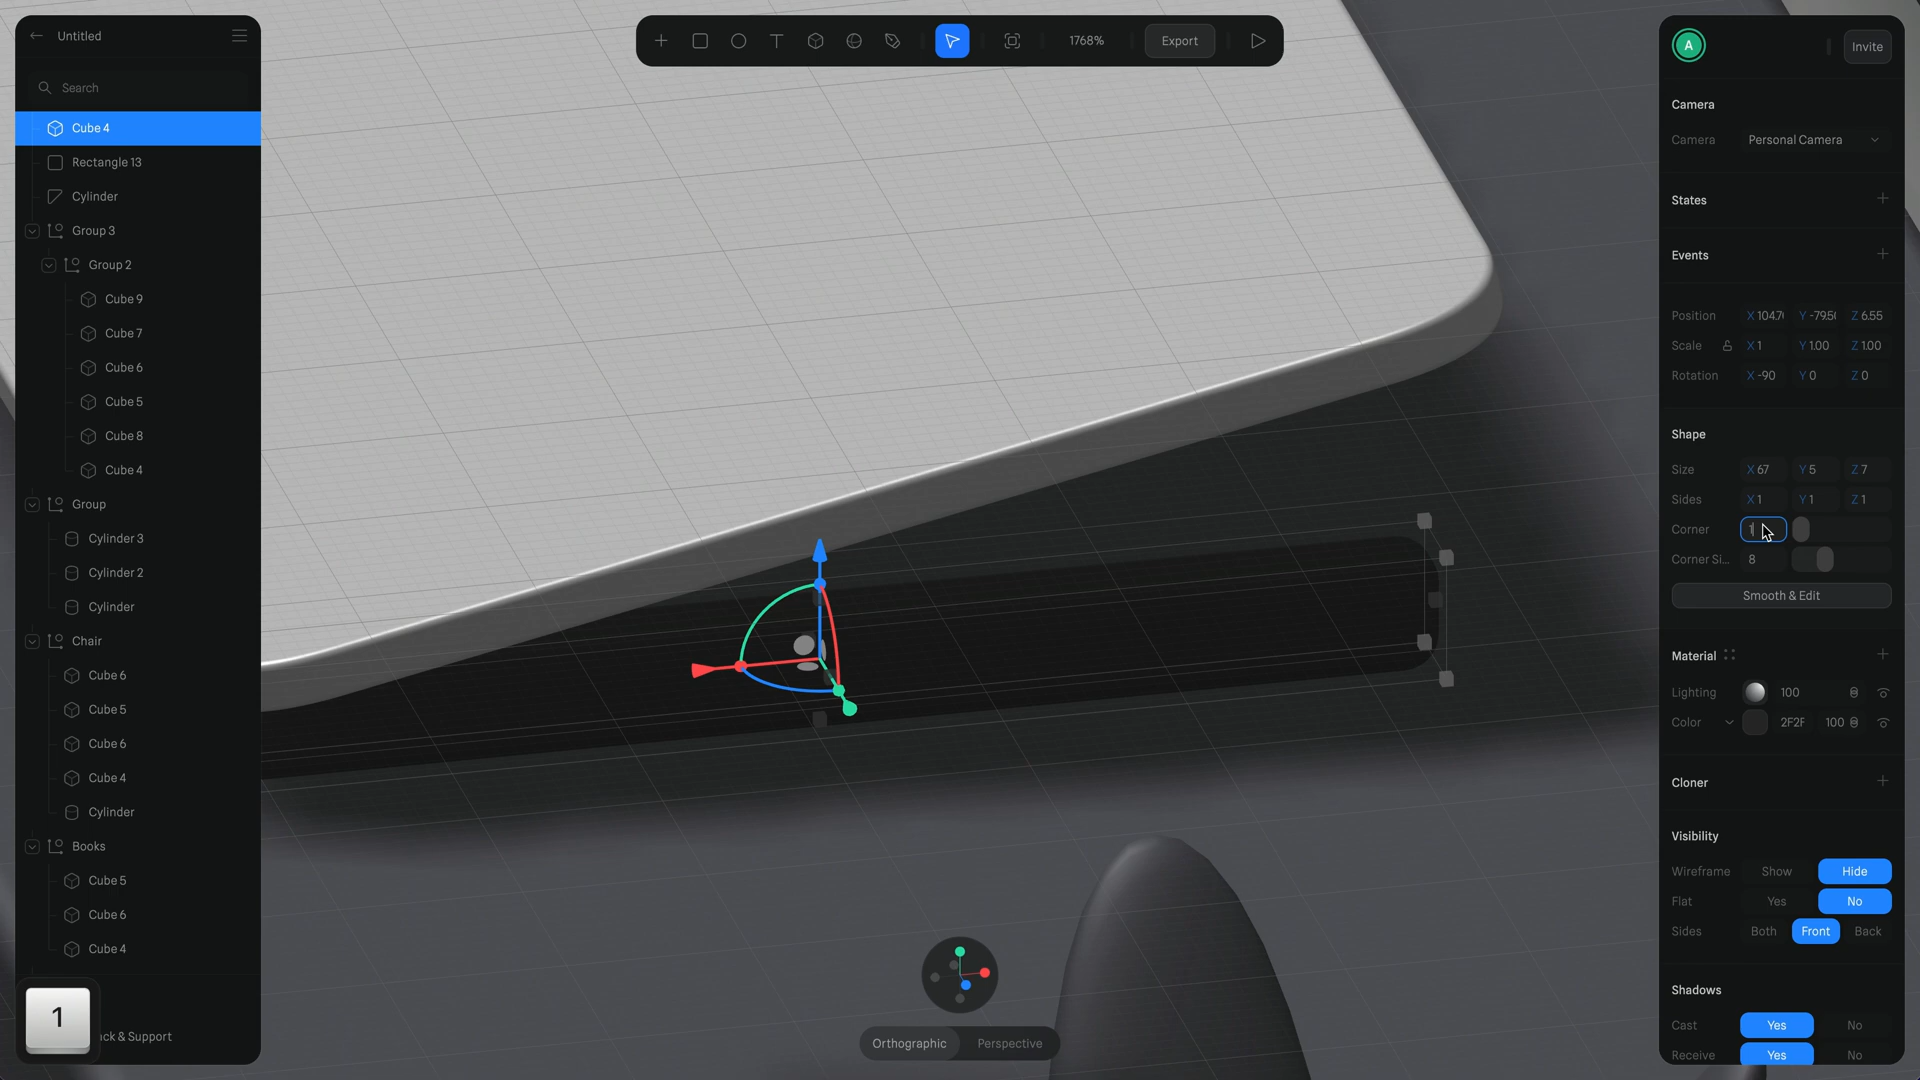 Untitled
Search
Cube 4
Rectangle 13
Cylinder
Group 3
Group 2
Cube 9
Cube 7
Cube 6
Cube 5
Cube 8
Cube 4
Group
Cylinder 3
Cylinder 2
Cylinder
Chair
Cube 6
Cube 5
Cube 6
Cube 4
Cylinder
Books
Cube 5
Cube 6
Cube 4
1
ck & Support
T
1768%
Export
Orthographic
Perspective
A
Invite
Camera
Camera Personal Camera
States
Events
Position X 104.7 Y -79.5 Z 6.55
Scale X 1 Y 1.00 Z 1.00
Rotation X -90 Y 0 Z 0
Shape
Size X 67 Y 5 Z 7
Sides X 1 Y 1 Z 1
Corner 1
Corner Si... 8
Smooth & Edit
Material
Lighting 100
Color 2F2F 100
Cloner
Visibility
Wireframe Show Hide
Flat Yes No
Sides Both Front Back
Shadows
Cast Yes No
Receive Yes No